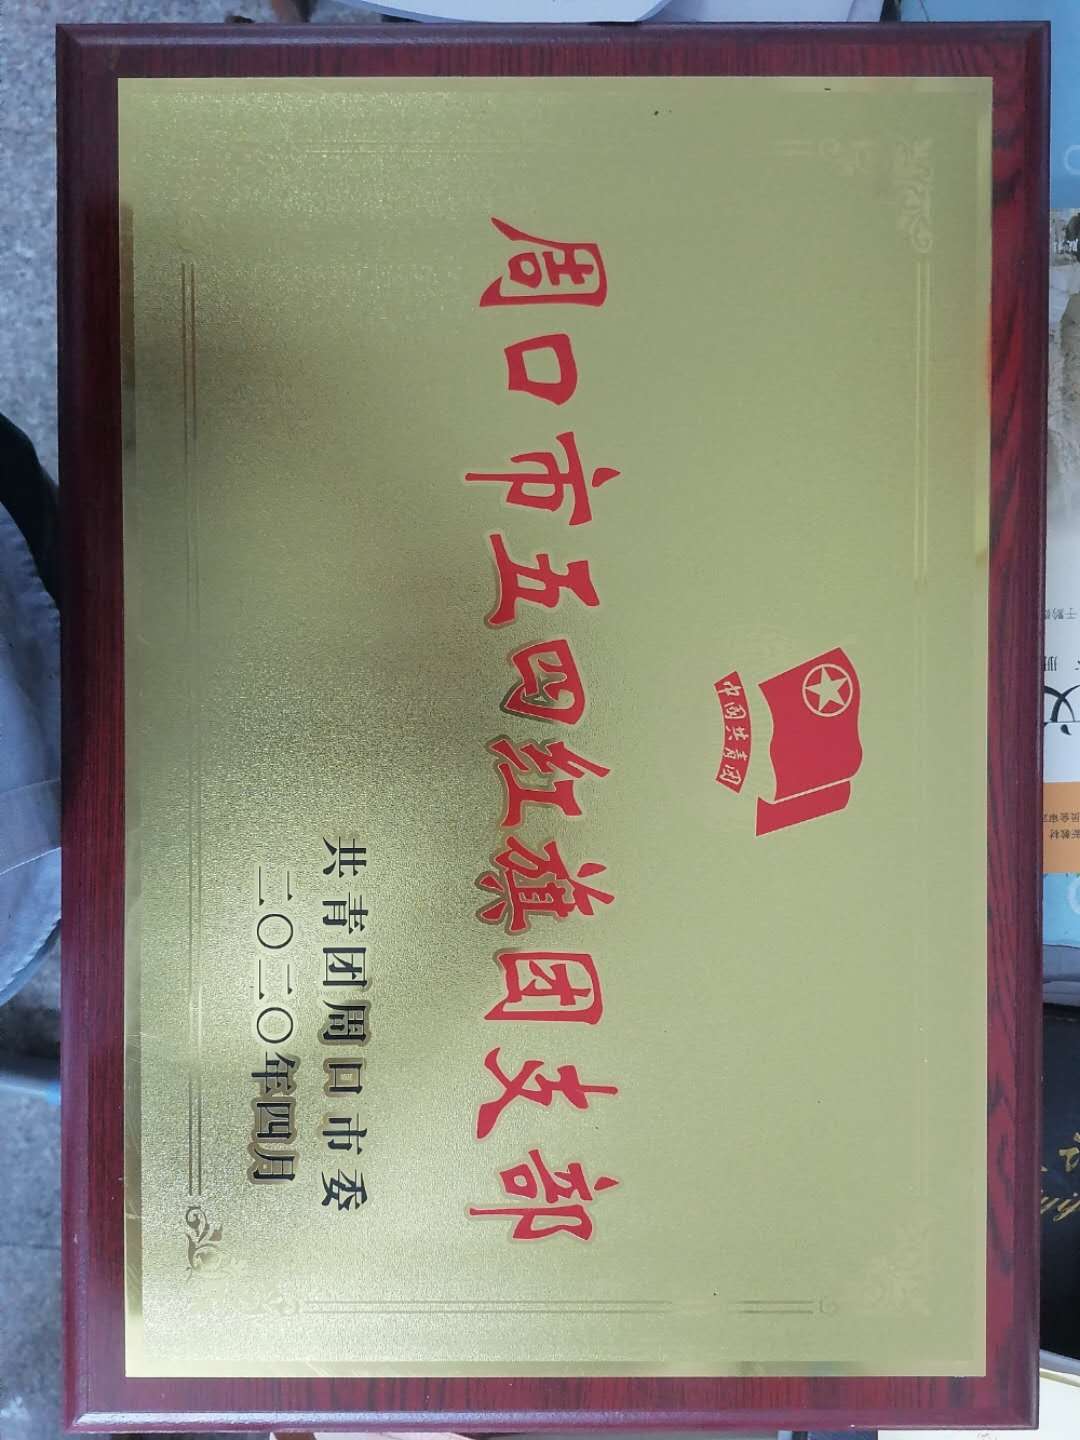 中国共青团
周口市五四红旗团支部
共青团周口市委
二〇二〇年四月